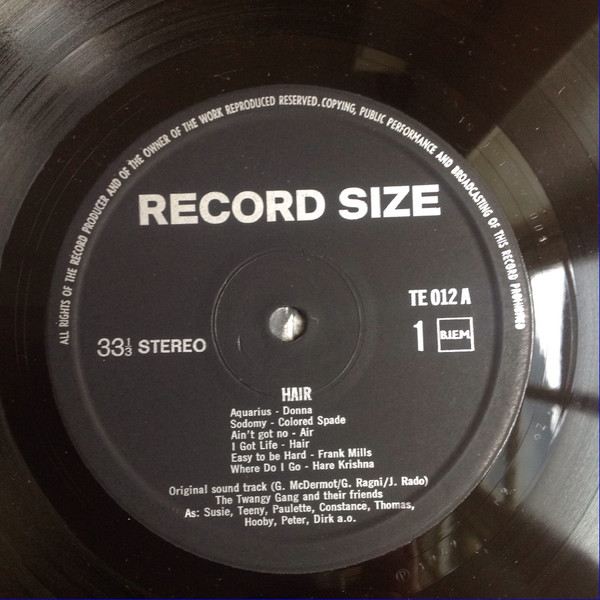 ALL RIGHTS OF THE RECORD PRODUCER AND OF THE OWNER OF THE WORK REPRODUCED RESERVED. COPYING, PUBLIC PERFORMANCE AND BROADCASTING OF THIS RECORD PROHIBITED
RECORD SIZE
TE 012 A
33 1/3 STEREO
1 B.I.E.M.
HAIR
Aquarius - Donna
Sodomy - Colored Spade
Ain't got no - Air
I Got Life - Hair
Easy to be Hard - Frank Mills
Where Do I Go - Hare Krishna
Original sound track (G. McDermot/G. Ragni/J. Rado)
The Twangy Gang and their friends
As: Susie, Teeny, Paulette, Constance, Thomas,
Hooby, Peter, Dirk a.o.